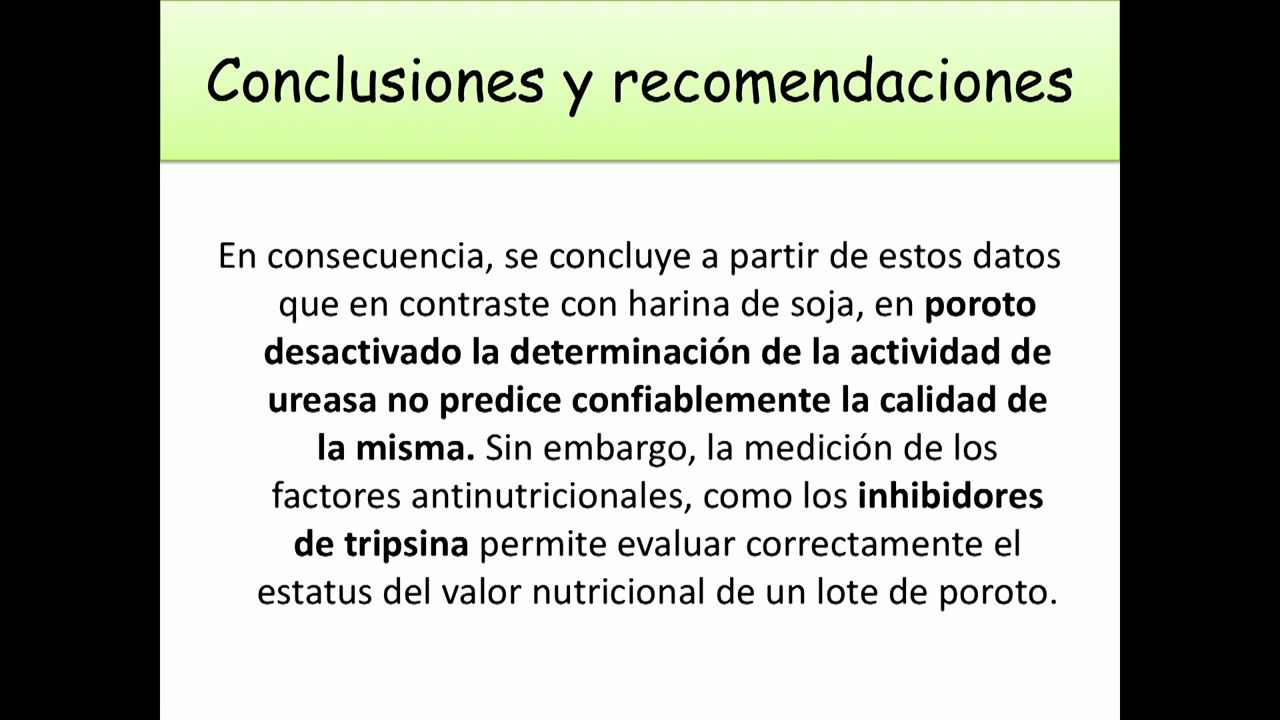 Conclusiones y recomendaciones
En consecuencia, se concluye a partir de estos datos
que en contraste con harina de soja, en poroto
desactivado la determinación de la actividad de
ureasa no predice confiablemente la calidad de
la misma. Sin embargo, la medición de los
factores antinutricionales, como los inhibidores
de tripsina permite evaluar correctamente el
estatus del valor nutricional de un lote de poroto.